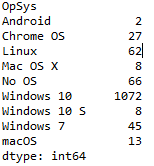 OpSys
Android 2
Chrome OS 27
Linux 62
Mac OS X 8
No OS 66
Windows 10 1072
Windows 10 S 8
Windows 7 45
macOS 13
dtype: int64